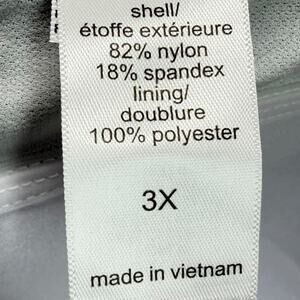 shell/
étoffe extérieure
82% nylon
18% spandex
lining/
doublure
100% polyester
3X
made in vietnam